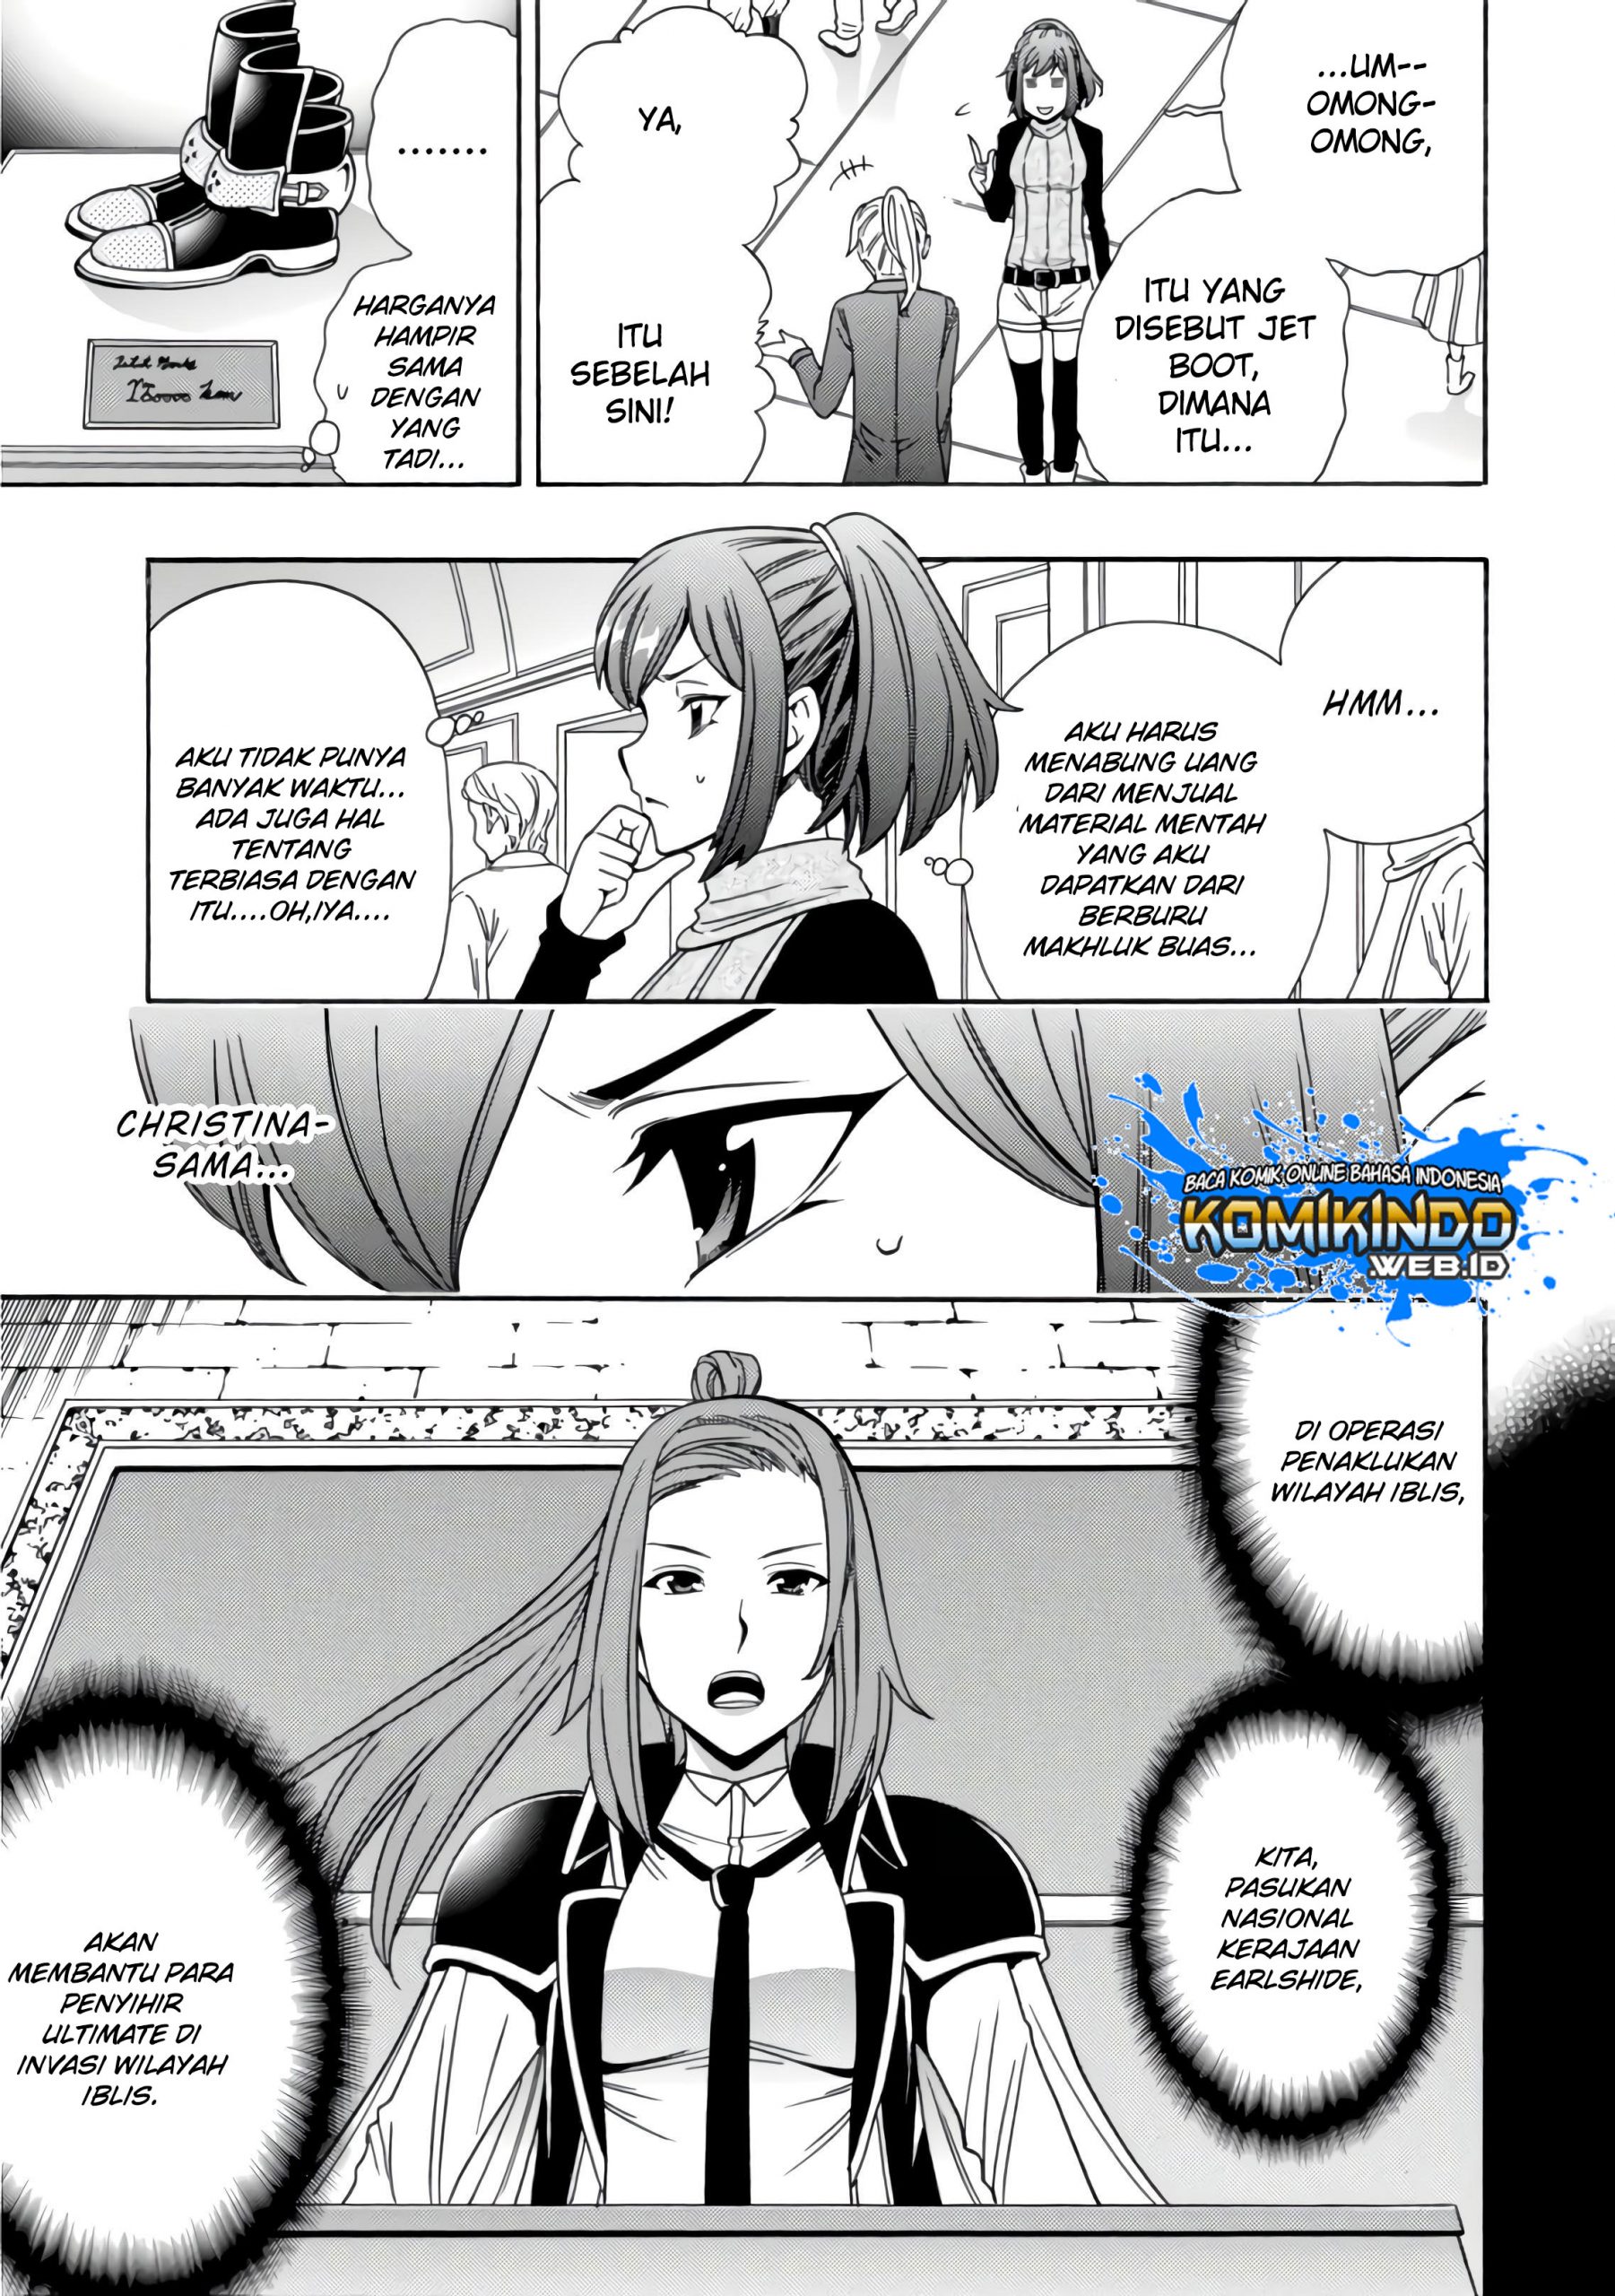 ...UM--
OMONG-
OMONG,
ITU YANG
DISEBUT JET
BOOT,
DIMANA
ITU...
YA,
ITU
SEBELAH
SINI!
.......
HARGANYA
HAMPIR
SAMA
DENGAN
YANG
TADI...
HMM...
AKU HARUS
MENABUNG UANG
DARI MENJUAL
MATERIAL MENTAH
YANG AKU
DAPATKAN DARI
BERBURU
MAKHLUK BUAS...
AKU TIDAK PUNYA
BANYAK WAKTU...
ADA JUGA HAL
TENTANG
TERBIASA DENGAN
ITU....OH,IYA....
CHRISTINA-
SAMA...
BACA KOMIK ONLINE BAHASA INDONESIA
KOMIKINDO
.WEB.ID
DI OPERASI
PENAKLUKAN
WILAYAH IBLIS,
KITA,
PASUKAN
NASIONAL
KERAJAAN
EARLSHIDE,
AKAN
MEMBANTU PARA
PENYIHIR
ULTIMATE DI
INVASI WILAYAH
IBLIS.